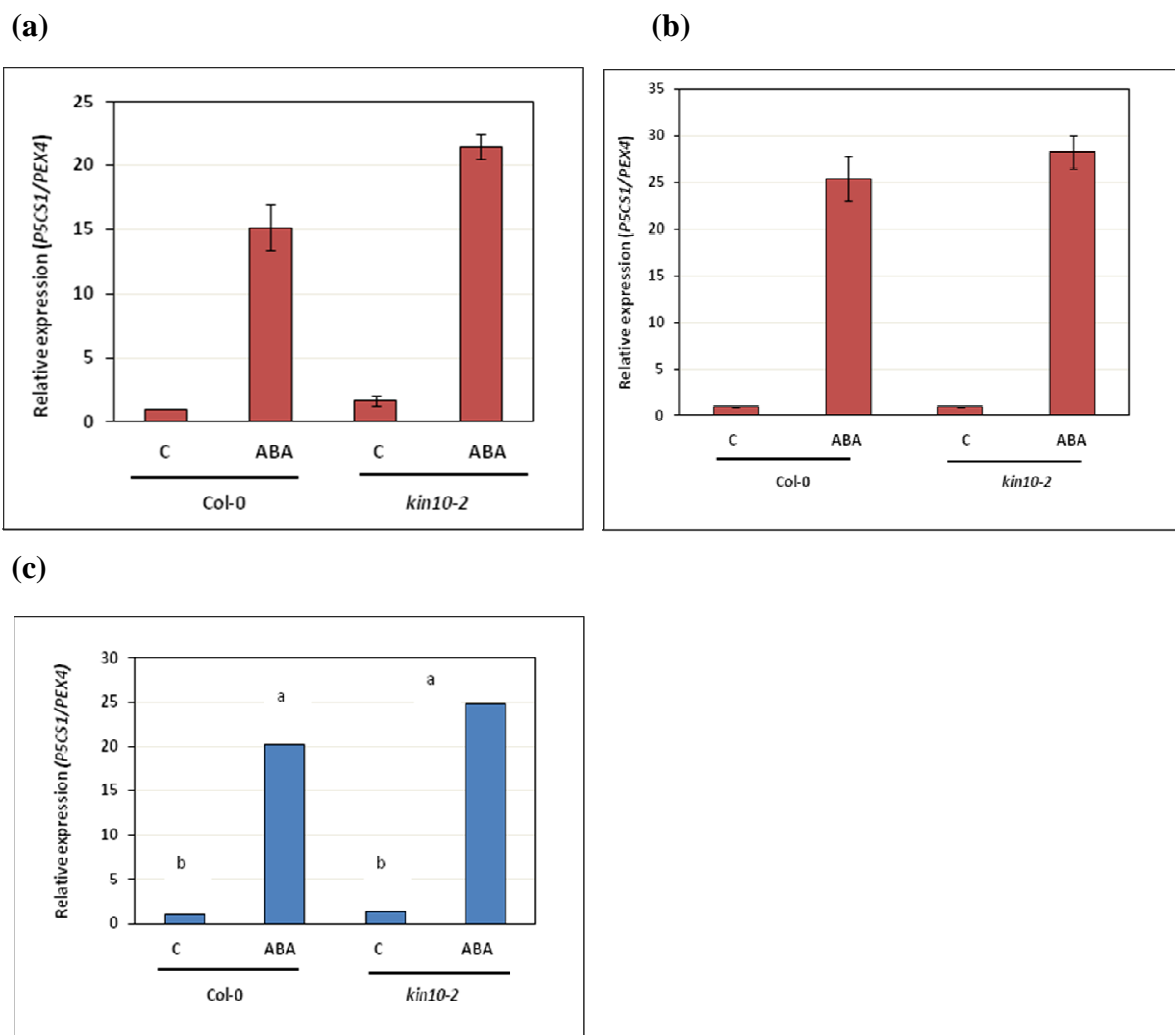 (a)
Relative expression (P5CS1/PEX4)
25
20
15
10
5
0
C
ABA
C
ABA
Col-0
kin10-2
(b)
Relative expression (P5CS1/PEX4)
35
30
25
20
15
10
5
0
C
ABA
C
ABA
Col-0
kin10-2
(c)
Relative expression (P5CS1/PEX4)
30
25
20
15
10
5
0
b
a
b
a
C
ABA
C
ABA
Col-0
kin10-2